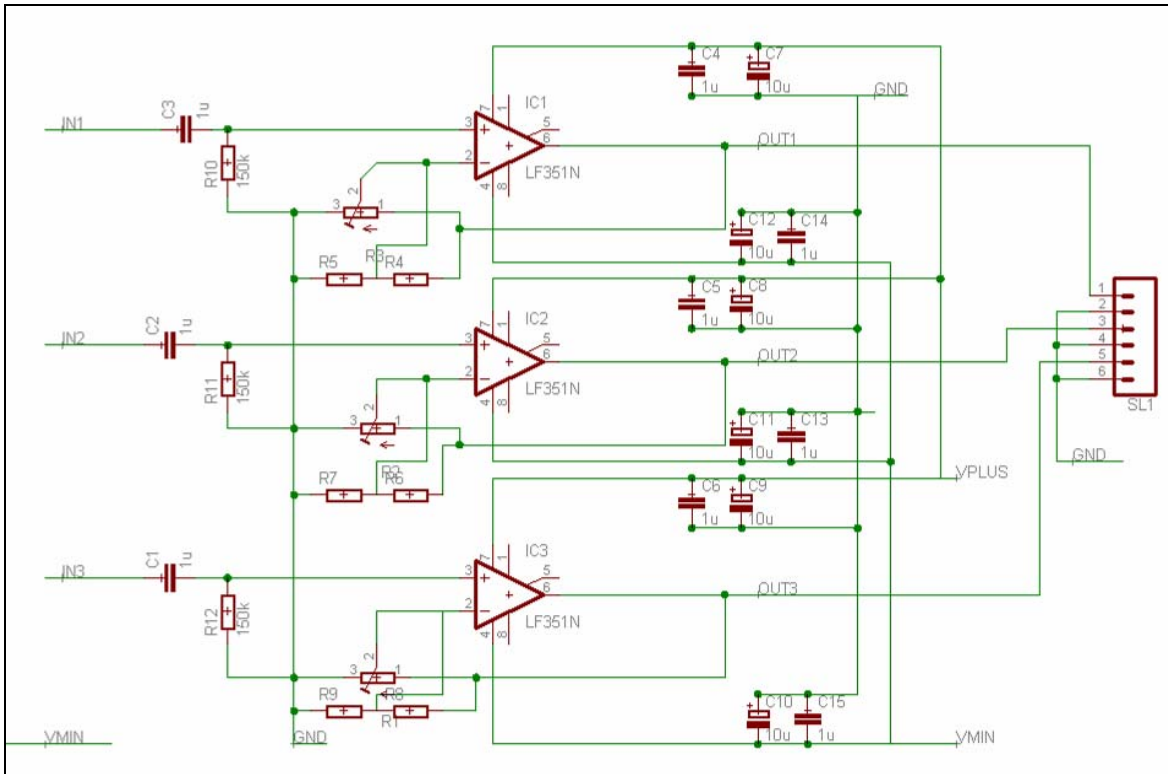 C4
C7
1u
10u
GND
IC1
7
1
C3
1u
IN1
3
5
6
OUT1
2
LF351N
4
8
R10
150k
2
3
1
R3
R5
R4
C12
C14
10u
1u
C5
C8
1u
10u
IC2
7
1
C2
1u
IN2
3
5
6
OUT2
2
LF351N
4
8
R11
150k
2
3
1
R2
R7
R6
C11
C13
10u
1u
1
2
3
4
5
6
SL1
GND
C6
C9
1u
10u
VPLUS
IC3
7
1
C1
1u
IN3
3
5
6
OUT3
2
LF351N
4
8
R12
150k
2
3
1
R9
R8
R1
C10
C15
10u
1u
VMIN
GND
VMIN